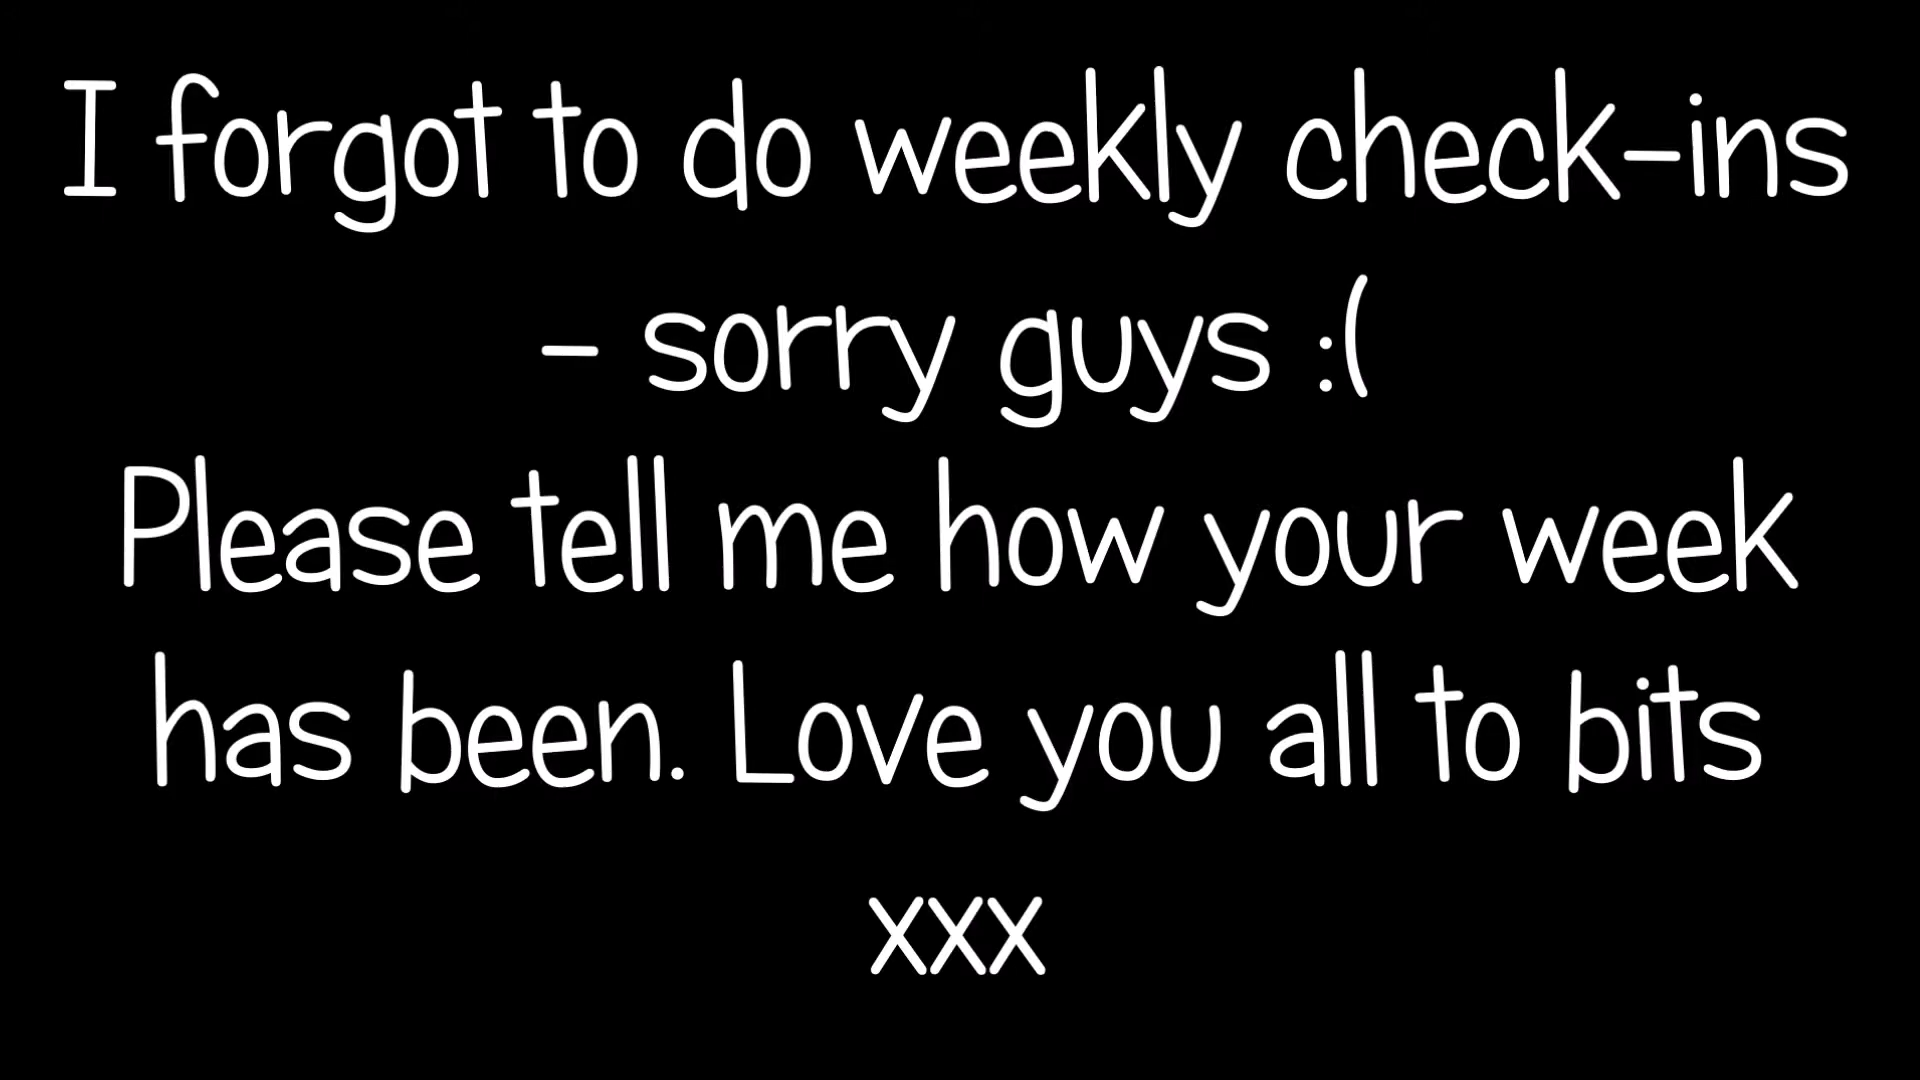 I forgot to do weekly check-ins
- sorry guys :(
Please tell me how your week
has been. Love you all to bits
xxx